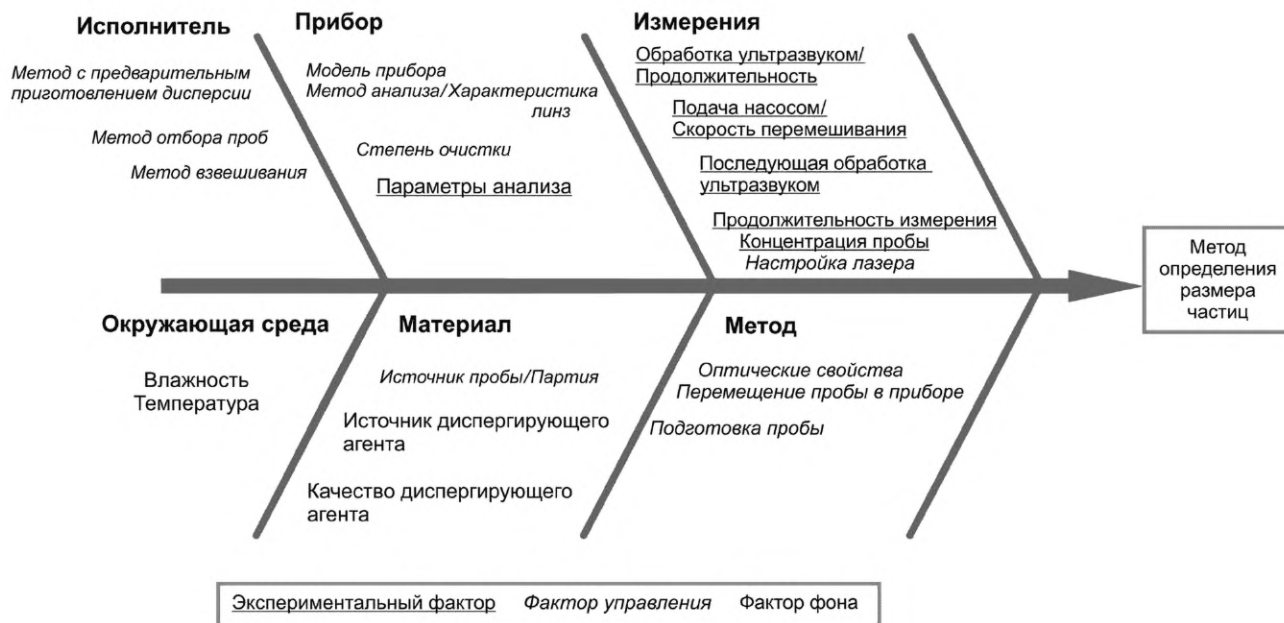 Исполнитель
Метод с предварительным
приготовлением дисперсии
Метод отбора проб
Метод взвешивания
Прибор
Модель прибора
Метод анализа/Характеристика
линз
Степень очистки
Параметры анализа
Измерения
Обработка ультразвуком/
Продолжительность
Подача насосом/
Скорость перемешивания
Последующая обработка
ультразвуком
Продолжительность измерения
Концентрация пробы
Настройка лазера
Метод
определения
размера
частиц
Окружающая среда
Влажность
Температура
Материал
Источник пробы/Партия
Источник диспергирующего
агента
Качество диспергирующего
агента
Метод
Оптические свойства
Перемещение пробы в приборе
Подготовка пробы
Экспериментальный фактор Фактор управления Фактор фона